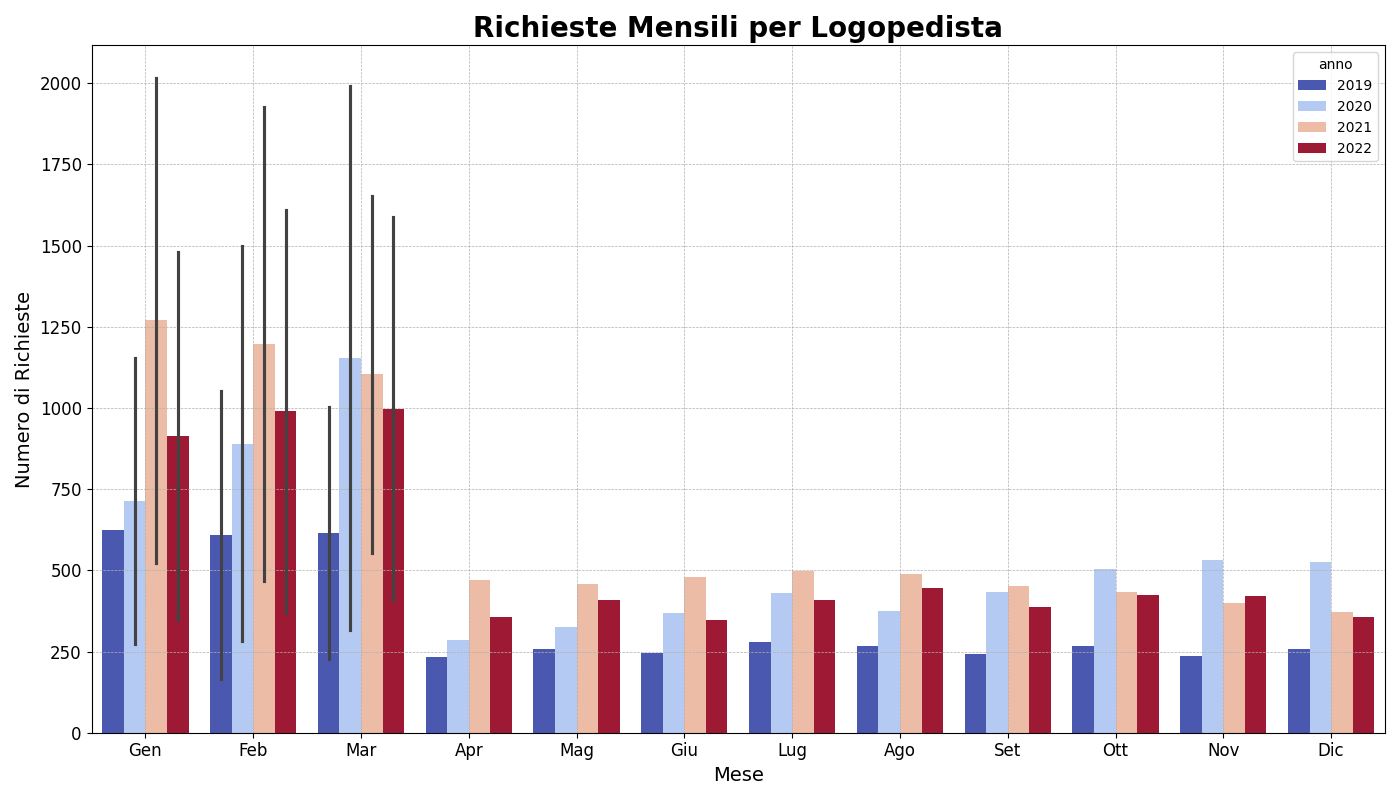 Richieste Mensili per Logopedista
anno
2019
2020
2021
2022
Numero di Richieste
2000
1750
1500
1250
1000
750
500
250
0
Gen Feb Mar Apr Mag Giu Lug Ago Set Ott Nov Dic
Mese